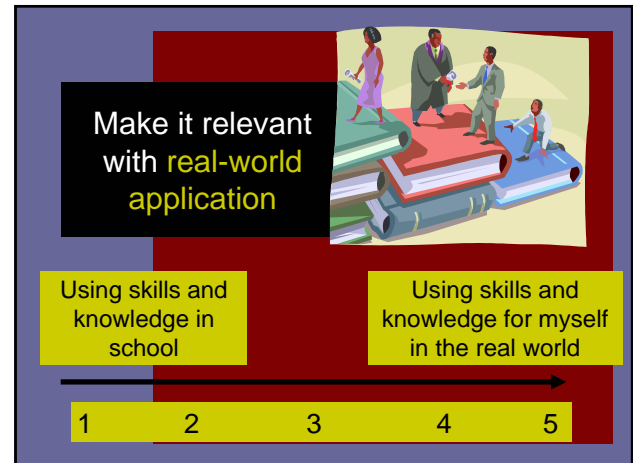 Make it relevant
with real-world
application
Using skills and
knowledge in
school
Using skills and
knowledge for myself
in the real world
1 2 3 4 5